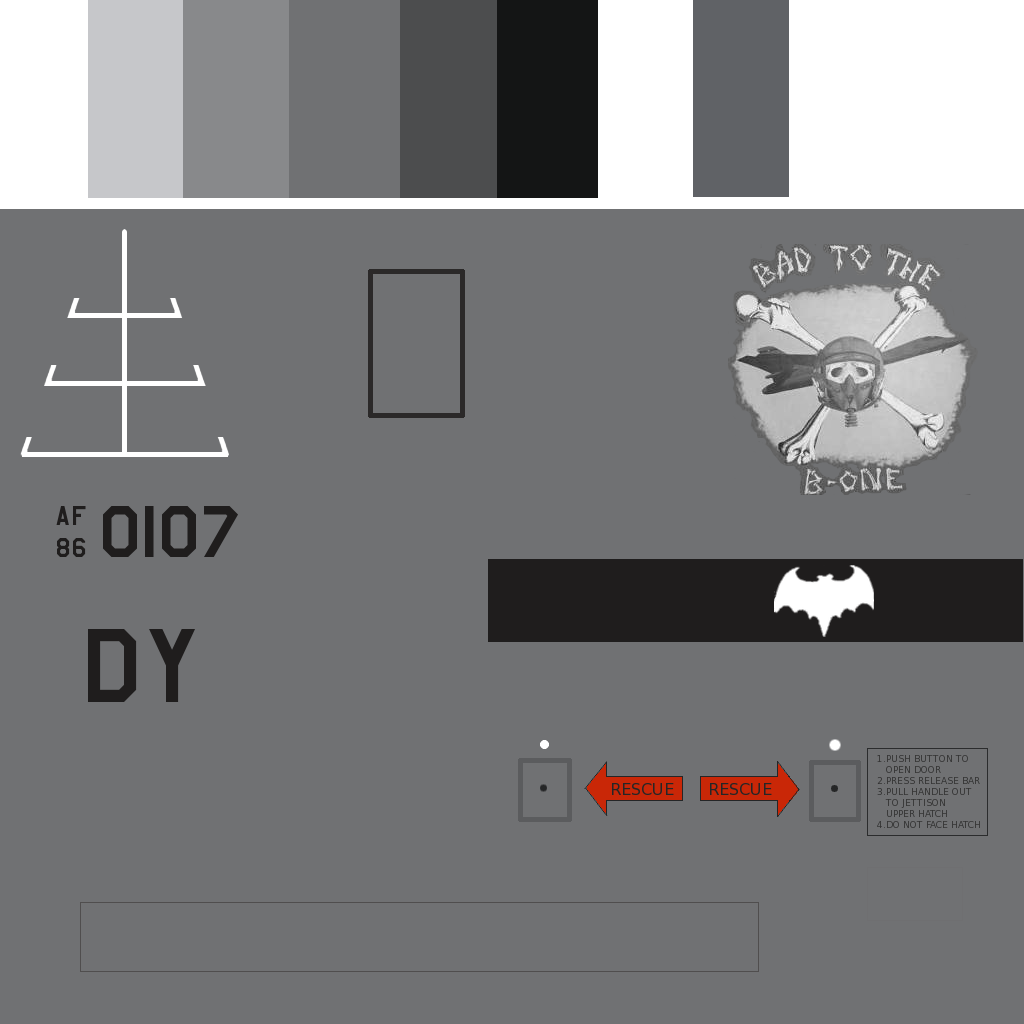 BAD TO THE
B-ONE
AF
86 0107
DY
RESCUE RESCUE
1.PUSH BUTTON TO
OPEN DOOR
2.PRESS RELEASE BAR
3.PULL HANDLE OUT
TO JETTISON
UPPER HATCH
4.DO NOT FACE HATCH